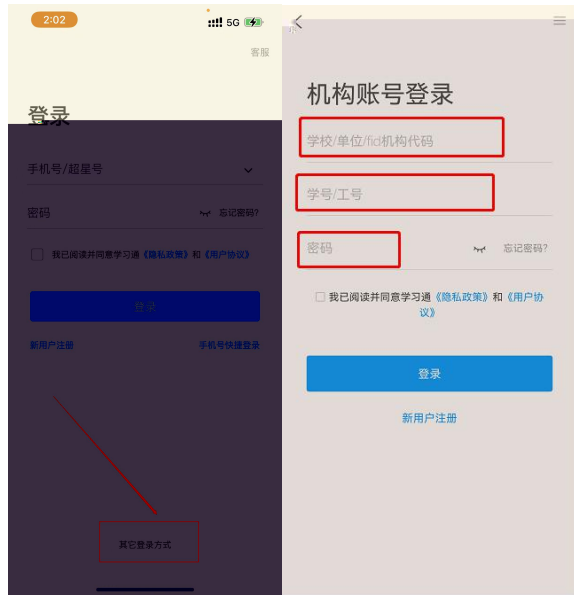 2:02
5G
客服
登录
手机号/超星号
密码
忘记密码?
我已阅读并同意学习通《隐私政策》和《用户协议》
登录
新用户注册
手机号快捷登录
其它登录方式
机构账号登录
学校/单位/fid机构代码
学号/工号
密码
忘记密码?
我已阅读并同意学习通《隐私政策》和《用户协
议》
登录
新用户注册